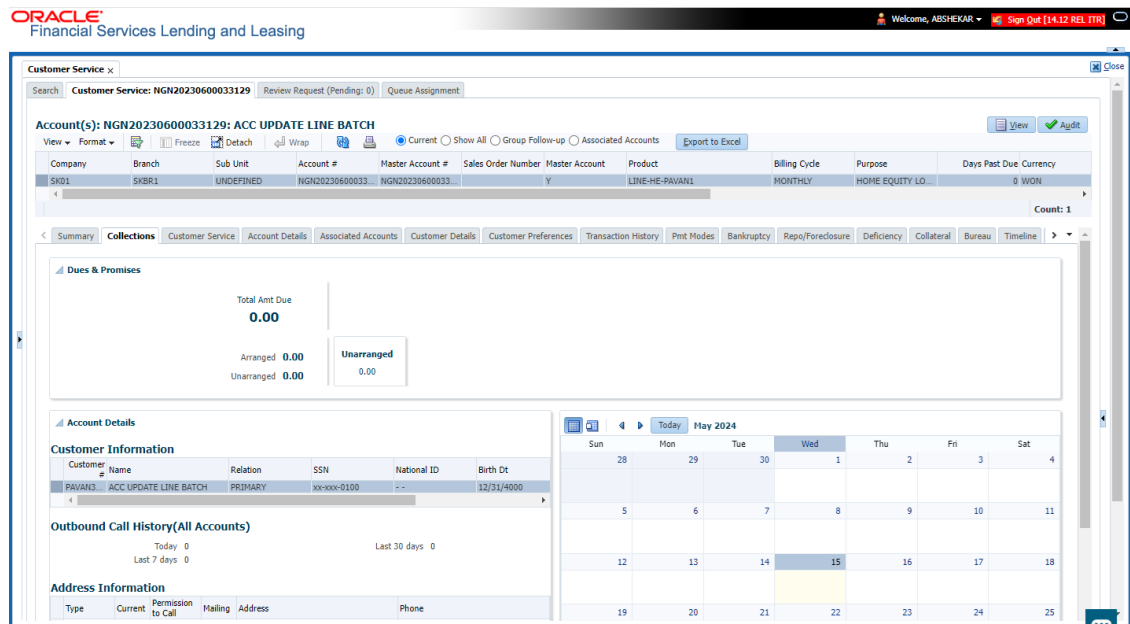 ORACLE®
Financial Services Lending and Leasing
Welcome, ABSHEKAR
Sign Out [14.12 REL ITR]
Customer Service x
Close
Search Customer Service: NGN20230600033129 Review Request (Pending: 0) Queue Assignment
Account(s): NGN20230600033129: ACC UPDATE LINE BATCH
View Audit
View Format Freeze Detach Wrap Current Show All Group Follow-up Associated Accounts Export to Excel
Company Branch Sub Unit Account # Master Account # Sales Order Number Master Account Product Billing Cycle Purpose Days Past Due Currency
SK01 SKBR1 UNDEFINED NGN20230600033... NGN20230600033... Y LINE-HE-PAVAN1 MONTHLY HOME EQUITY LO... 0 WON
Count: 1
Summary Collections Customer Service Account Details Associated Accounts Customer Details Customer Preferences Transaction History Pmt Modes Bankruptcy Repo/Foreclosure Deficiency Collateral Bureau Timeline
Dues & Promises
Total Amt Due
0.00
Arranged 0.00
Unarranged 0.00
Unarranged
0.00
Account Details
Customer Information
Customer # Name Relation SSN National ID Birth Dt
PAVAN3... ACC UPDATE LINE BATCH PRIMARY xx-xxx-0100 - - 12/31/4000
Outbound Call History(All Accounts)
Today 0 Last 30 days 0
Last 7 days 0
Address Information
Type Current Permission to Call Mailing Address Phone
Today May 2024
Sun Mon Tue Wed Thu Fri Sat
28 29 30 1 2 3 4
5 6 7 8 9 10 11
12 13 14 15 16 17 18
19 20 21 22 23 24 25